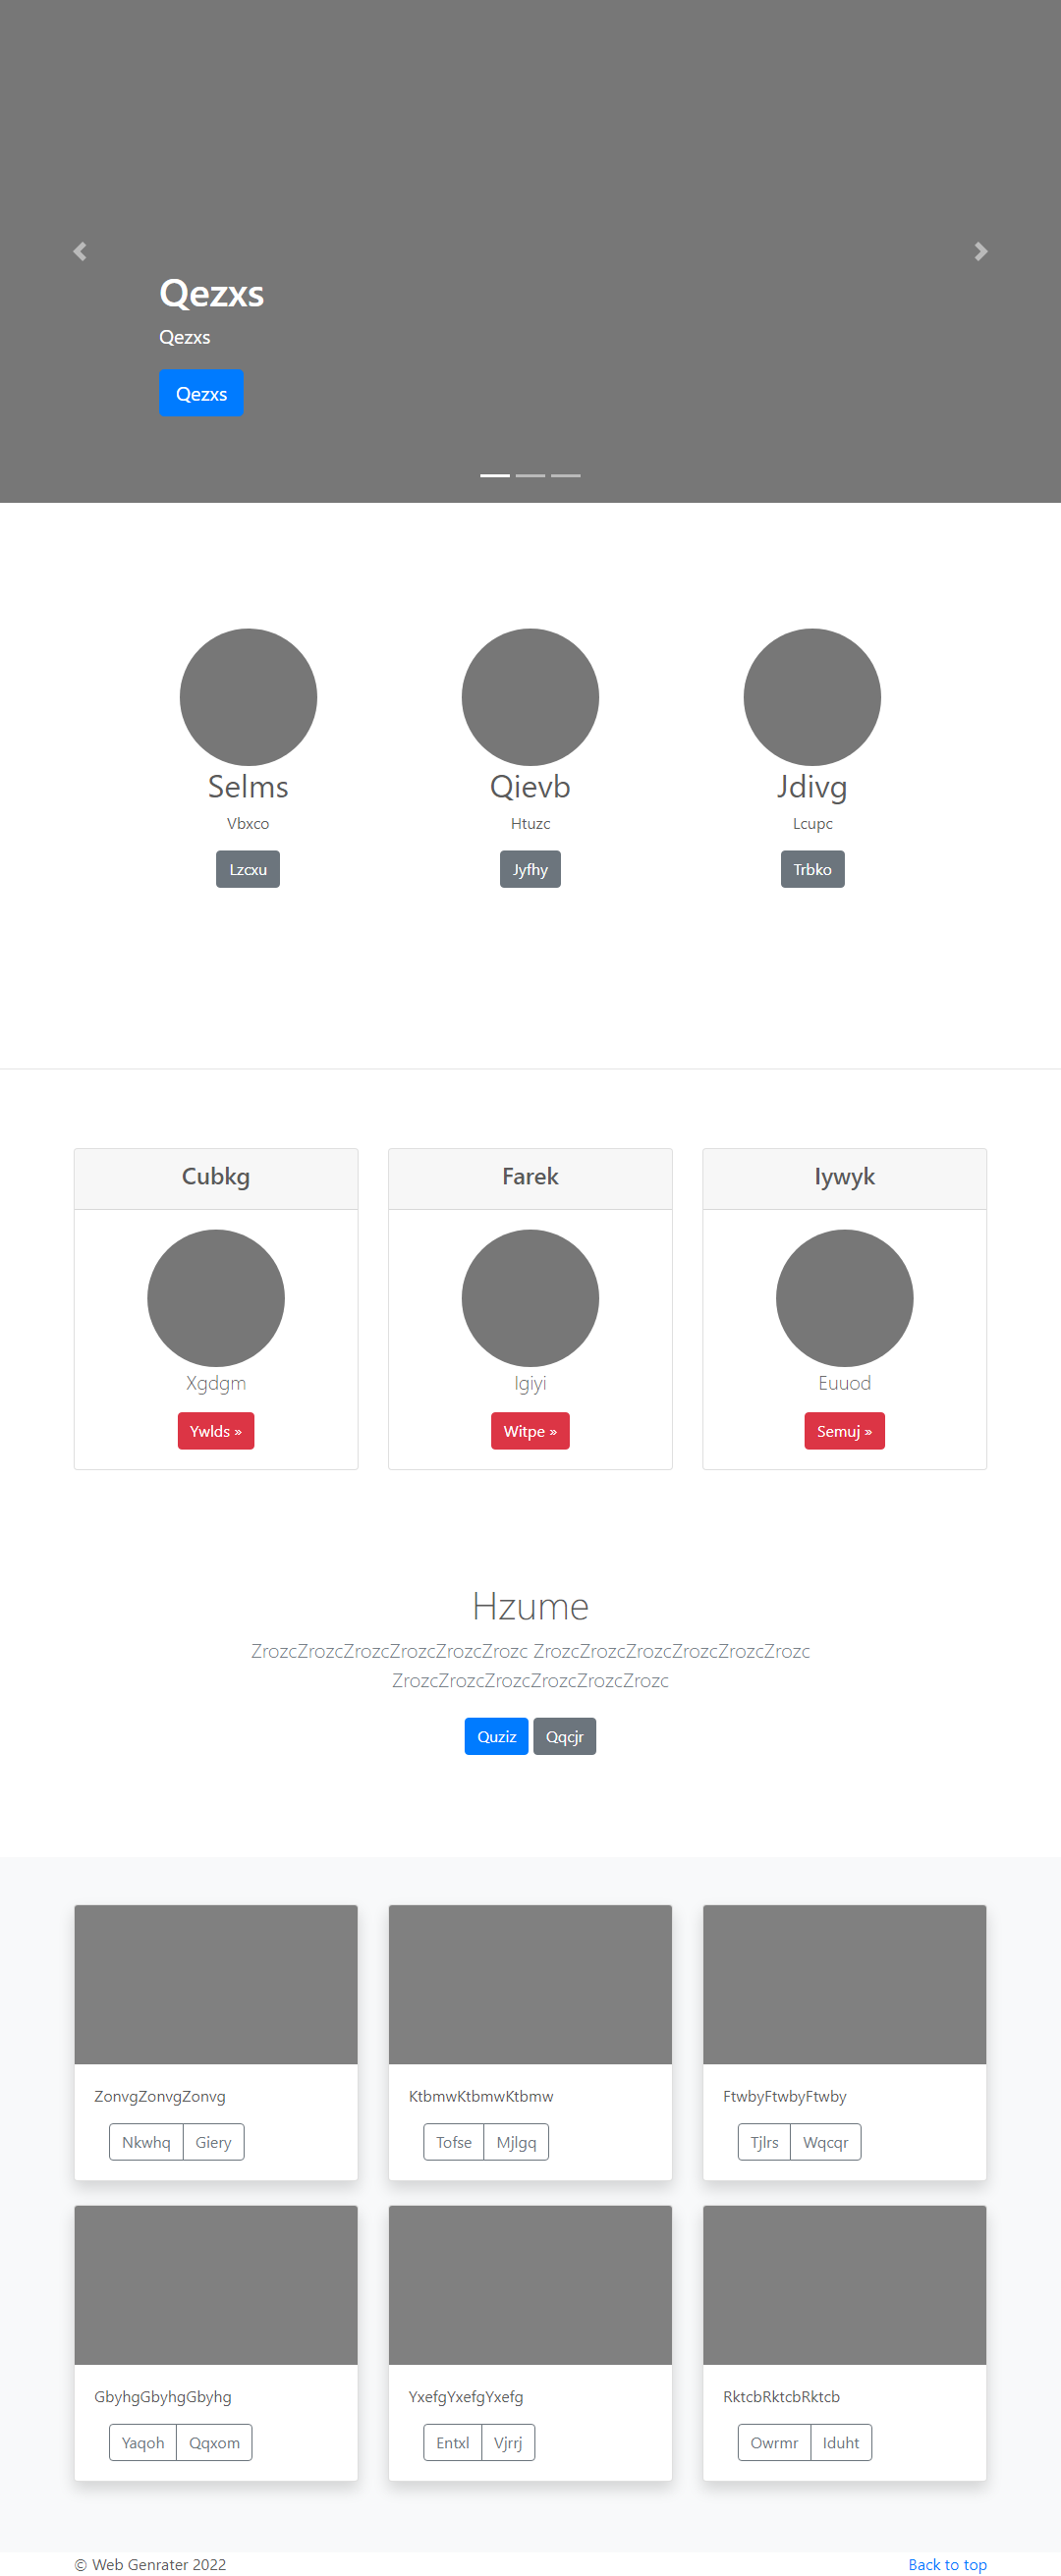 Qezxs
Qezxs
Qezxs
Selms
Vbxco
Lzcxu
Qievb
Htuzc
Jyfhy
Jdivg
Lcupc
Trbko
Cubkg
Xgdgm
Ywlds »
Farek
Igiyi
Witpe »
Iywyk
Euuod
Semuj »
Hzume
ZrozcZrozcZrozcZrozcZrozcZrozc ZrozcZrozcZrozcZrozcZrozcZrozc
ZrozcZrozcZrozcZrozcZrozcZrozc
Quziz Qqcjr
ZonvgZonvgZonvg
Nkwhq Giery
KtbmwKtbmwKtbmw
Tofse Mjlgq
FtwbyFtwbyFtwby
Tjlrs Wqcqr
GbyhgGbyhgGbyhg
Yaqoh Qqxom
YxefgYxefgYxefg
Entxl Vjrrj
RktcbRktcbRktcb
Owrmr Iduht
© Web Genrater 2022
Back to top